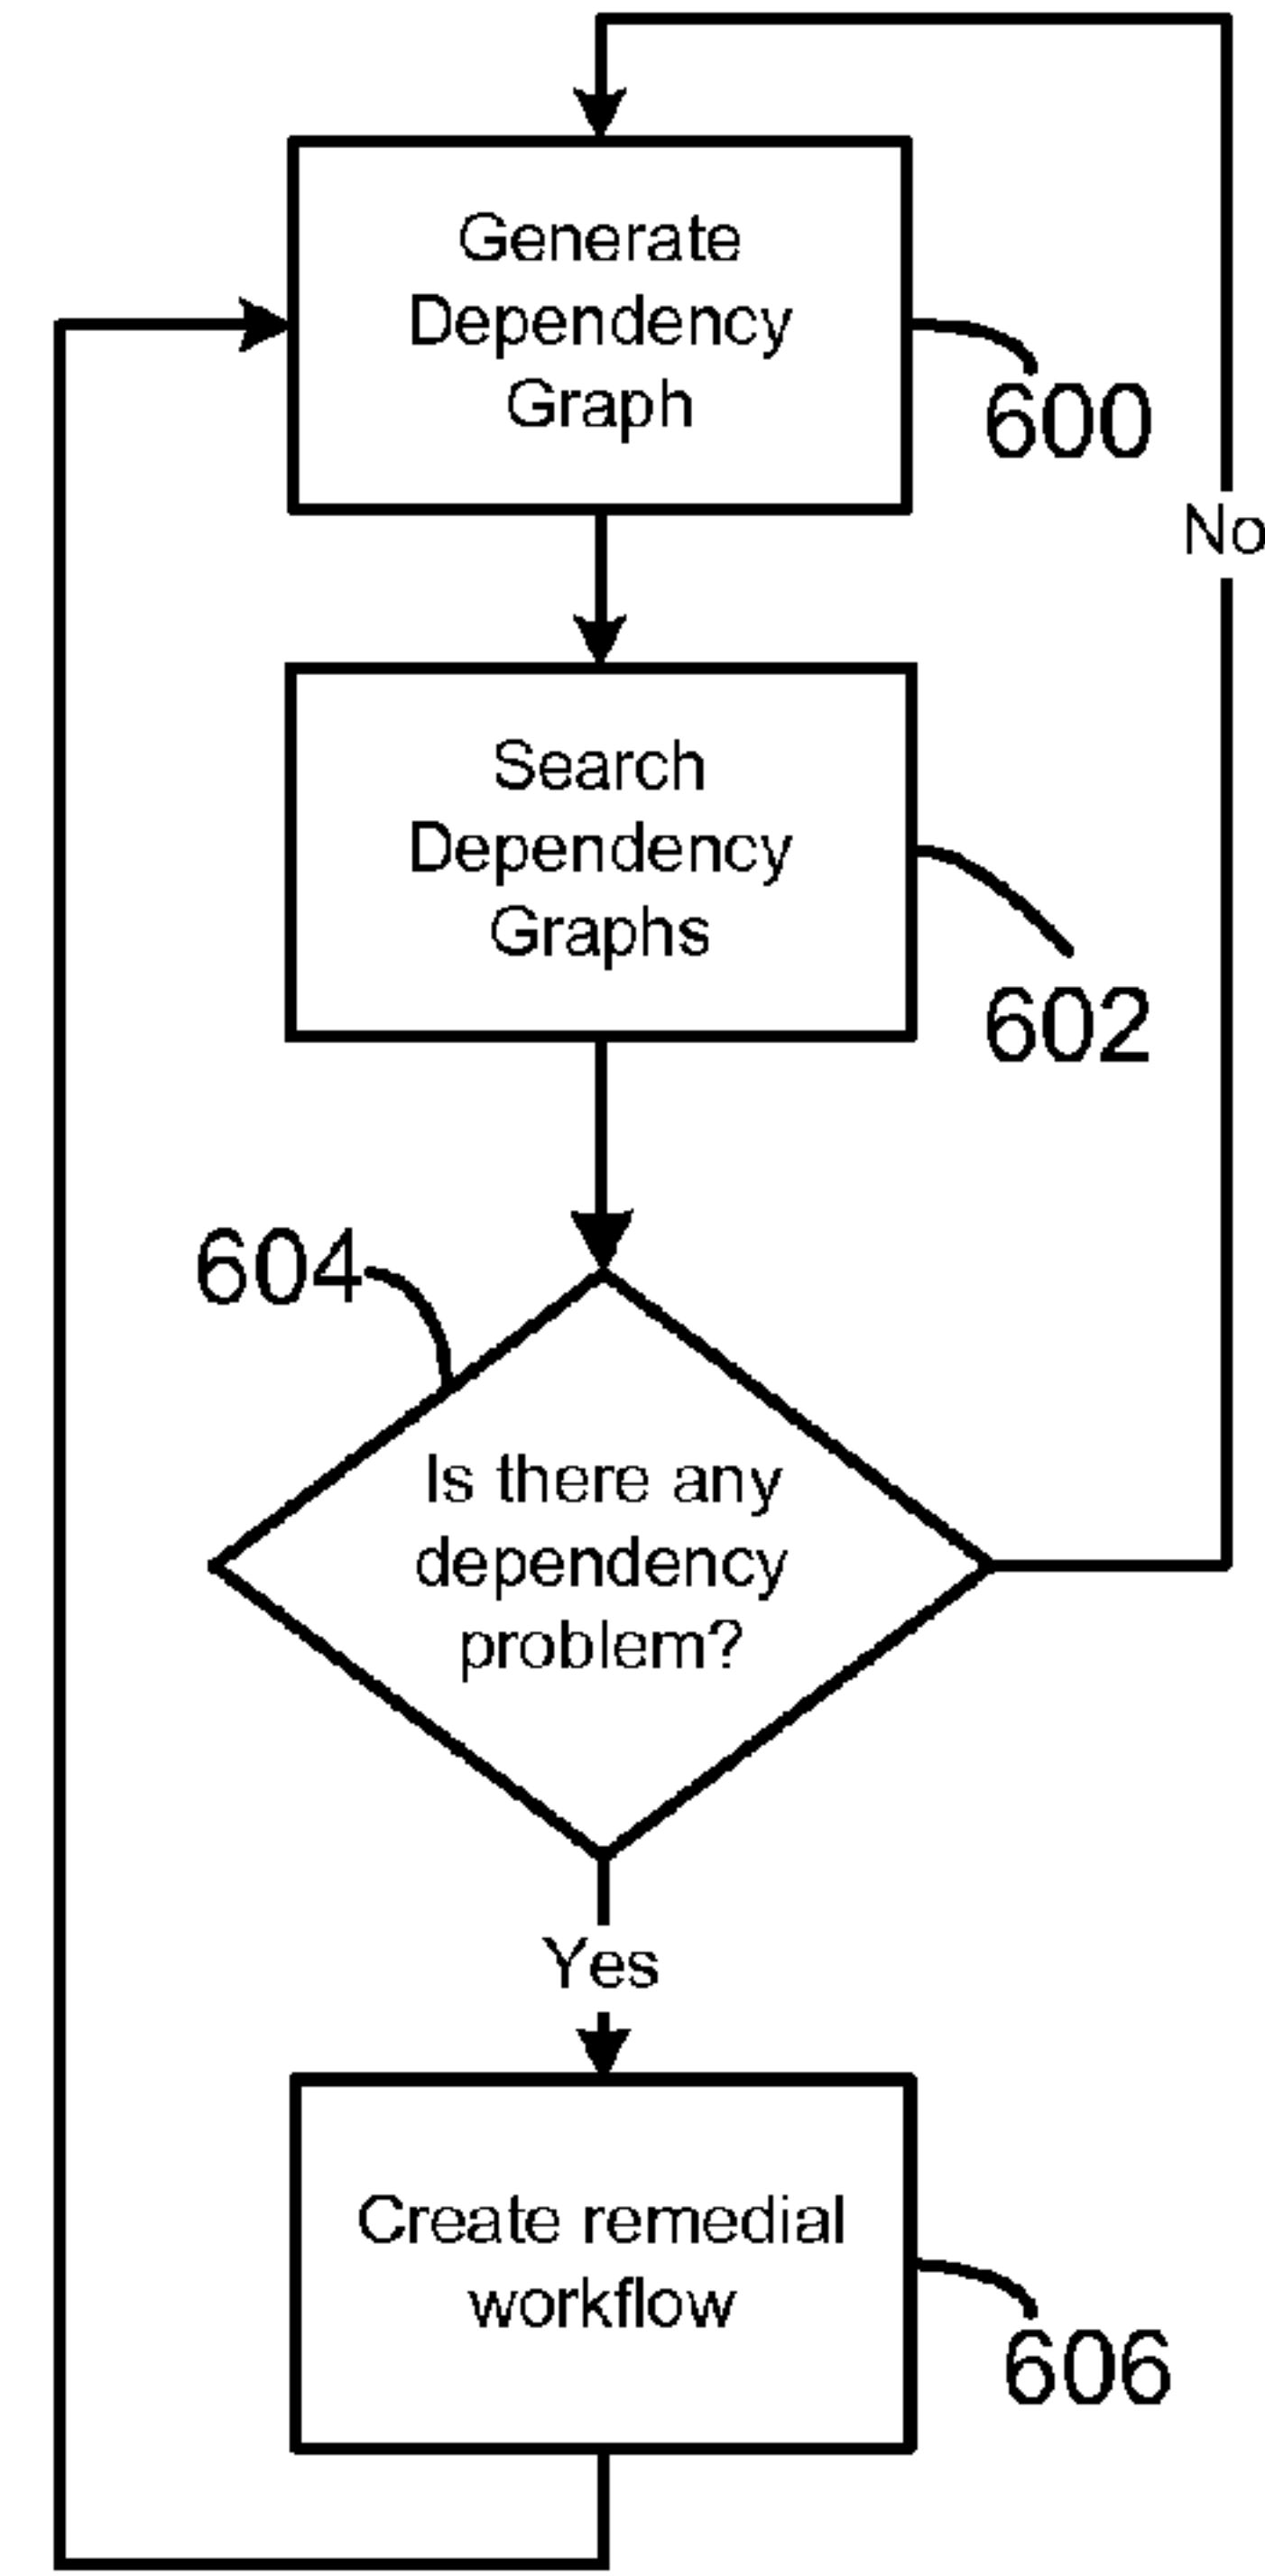 Generate
Dependency
Graph
600
No
Search
Dependency
Graphs
602
604
Is there any
dependency
problem?
Yes
Create remedial
workflow
606